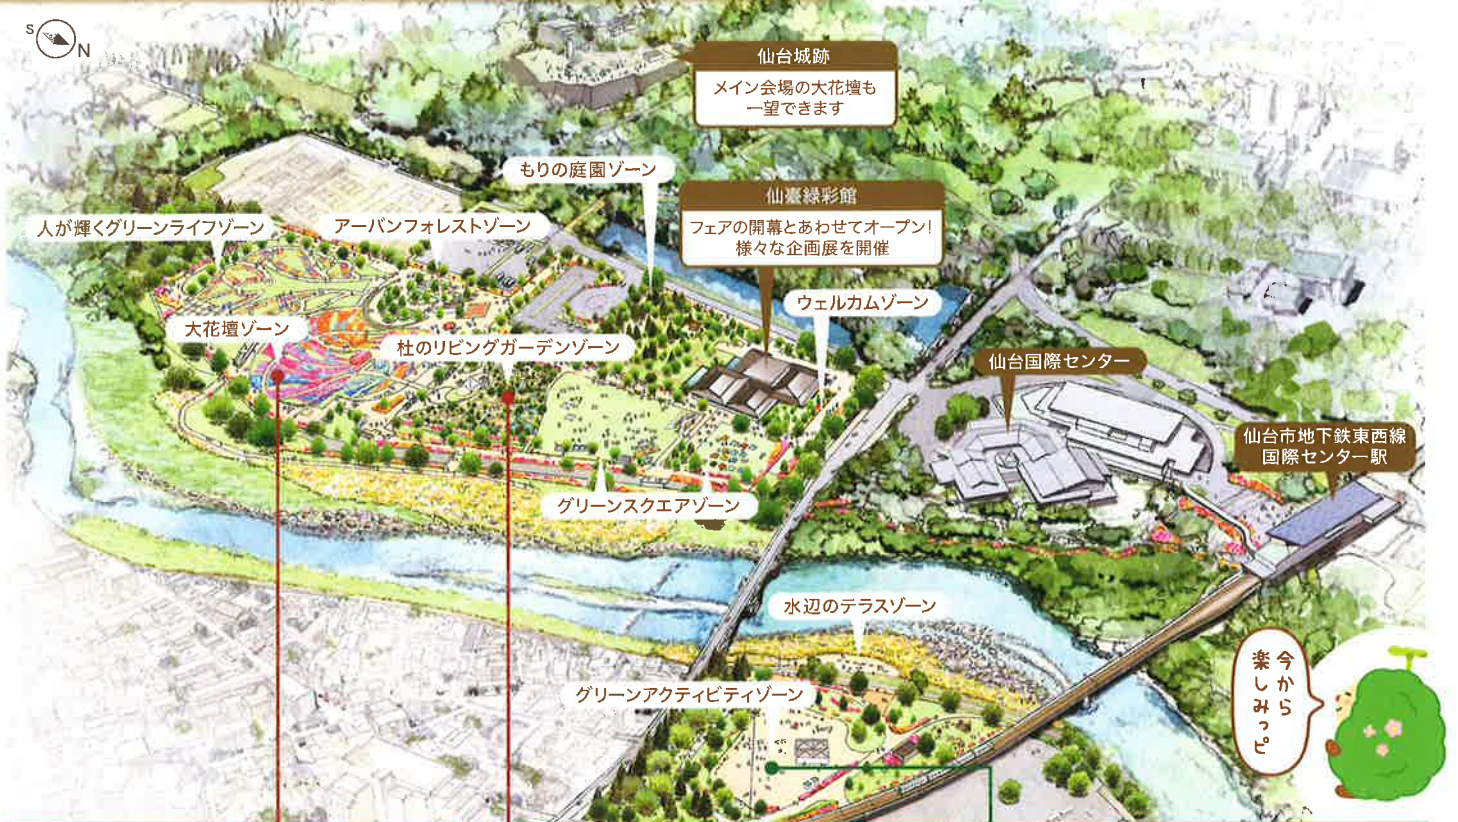 S
N
仙台城跡
メイン会場の大花壇も
一望できます
もりの庭園ゾーン
仙臺緑彩館
フェアの開幕とあわせてオープン!
様々な企画展を開催
人が輝くグリーンライフゾーン
アーバンフォレストゾーン
ウェルカムゾーン
大花壇ゾーン
杜のリビングガーデンゾーン
仙台国際センター
仙台市地下鉄東西線
国際センター駅
グリーンスクエアゾーン
水辺のテラスゾーン
グリーンアクティビティゾーン
今から
楽しみっピ